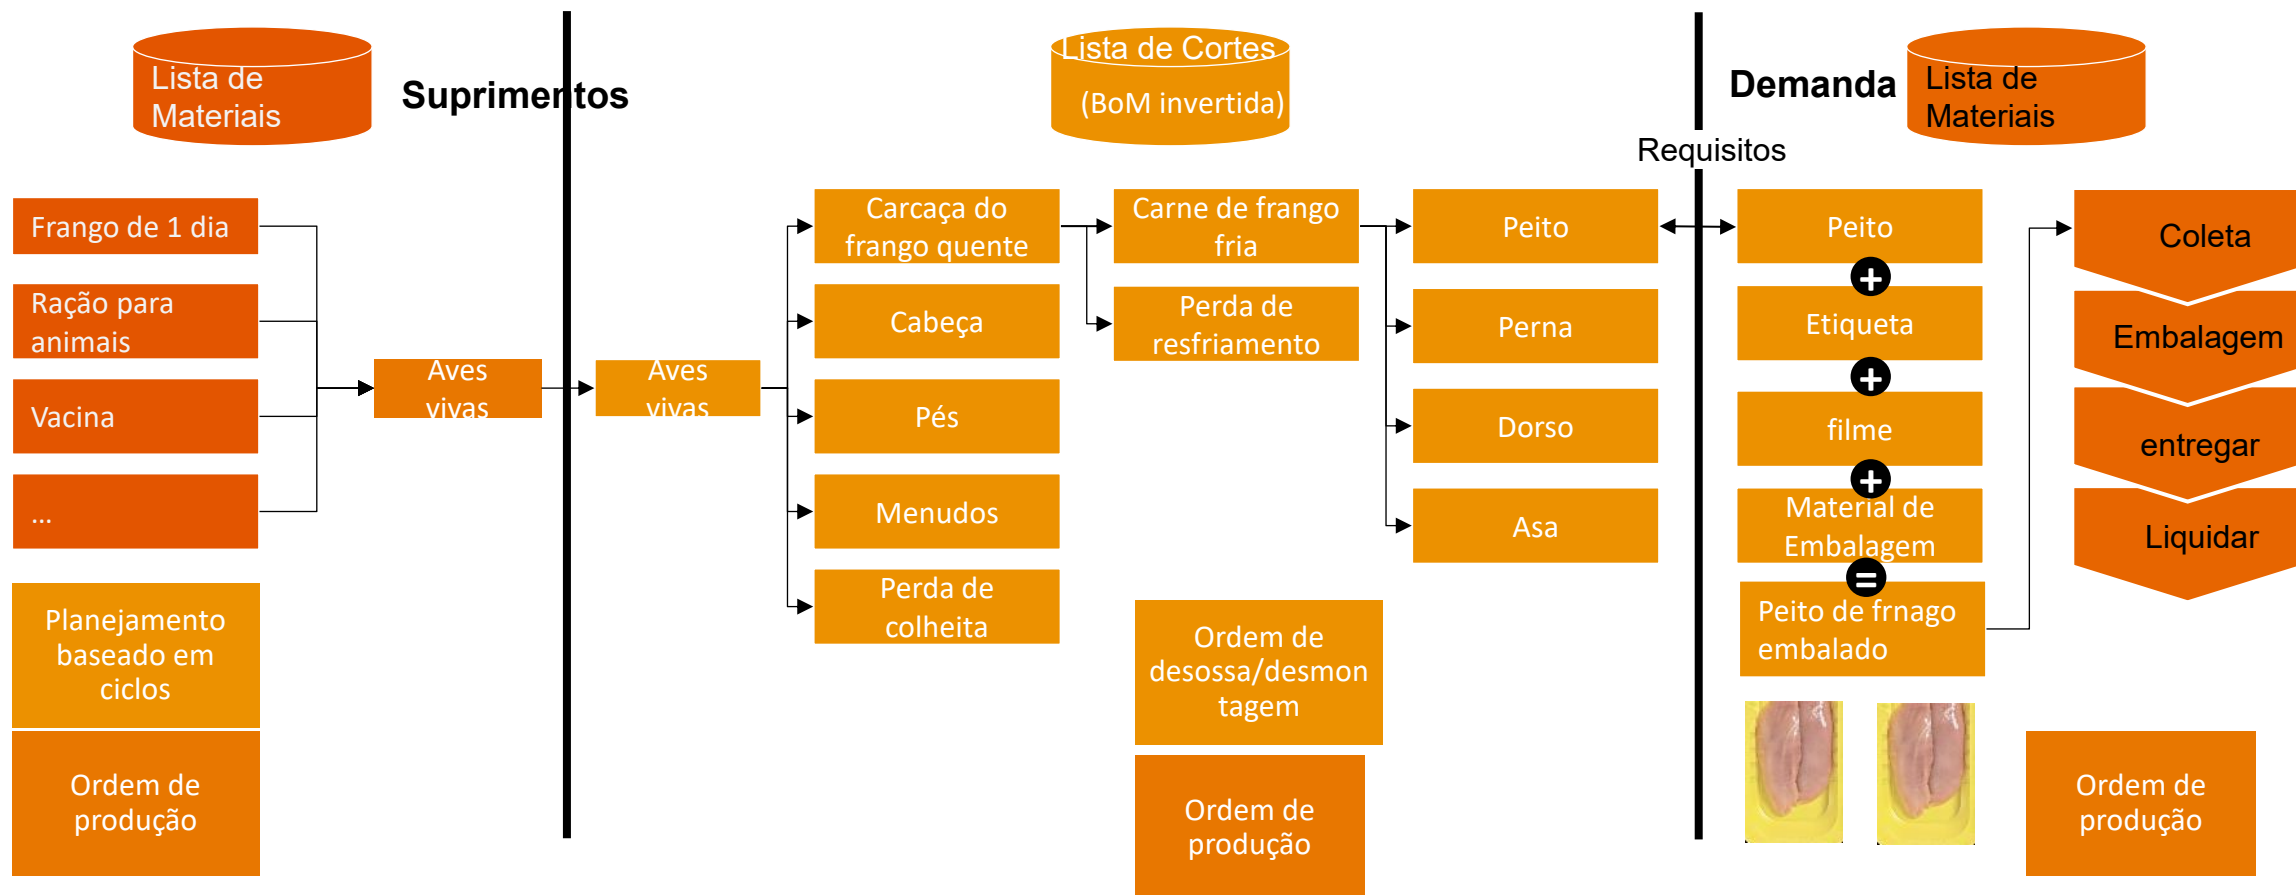 Lista de
Materiais
Suprimentos
Lista de Cortes
(BoM invertida)
Demanda
Lista de
Materiais
Requisitos
Frango de 1 dia
Ração para
animais
Vacina
...
Aves
vivas
Aves
vivas
Carcaça do
frango quente
Cabeça
Pés
Menudos
Perda de
colheita
Carne de frango
fria
Perda de
resfriamento
Peito
Perna
Dorso
Asa
Peito
+
Etiqueta
+
filme
+
Material de
Embalagem
=
Peito de frnago
embalado
Coleta
Embalagem
entregar
Liquidar
Planejamento
baseado em
ciclos
Ordem de
produção
Ordem de
desossa/desmon
tagem
Ordem de
produção
Ordem de
produção